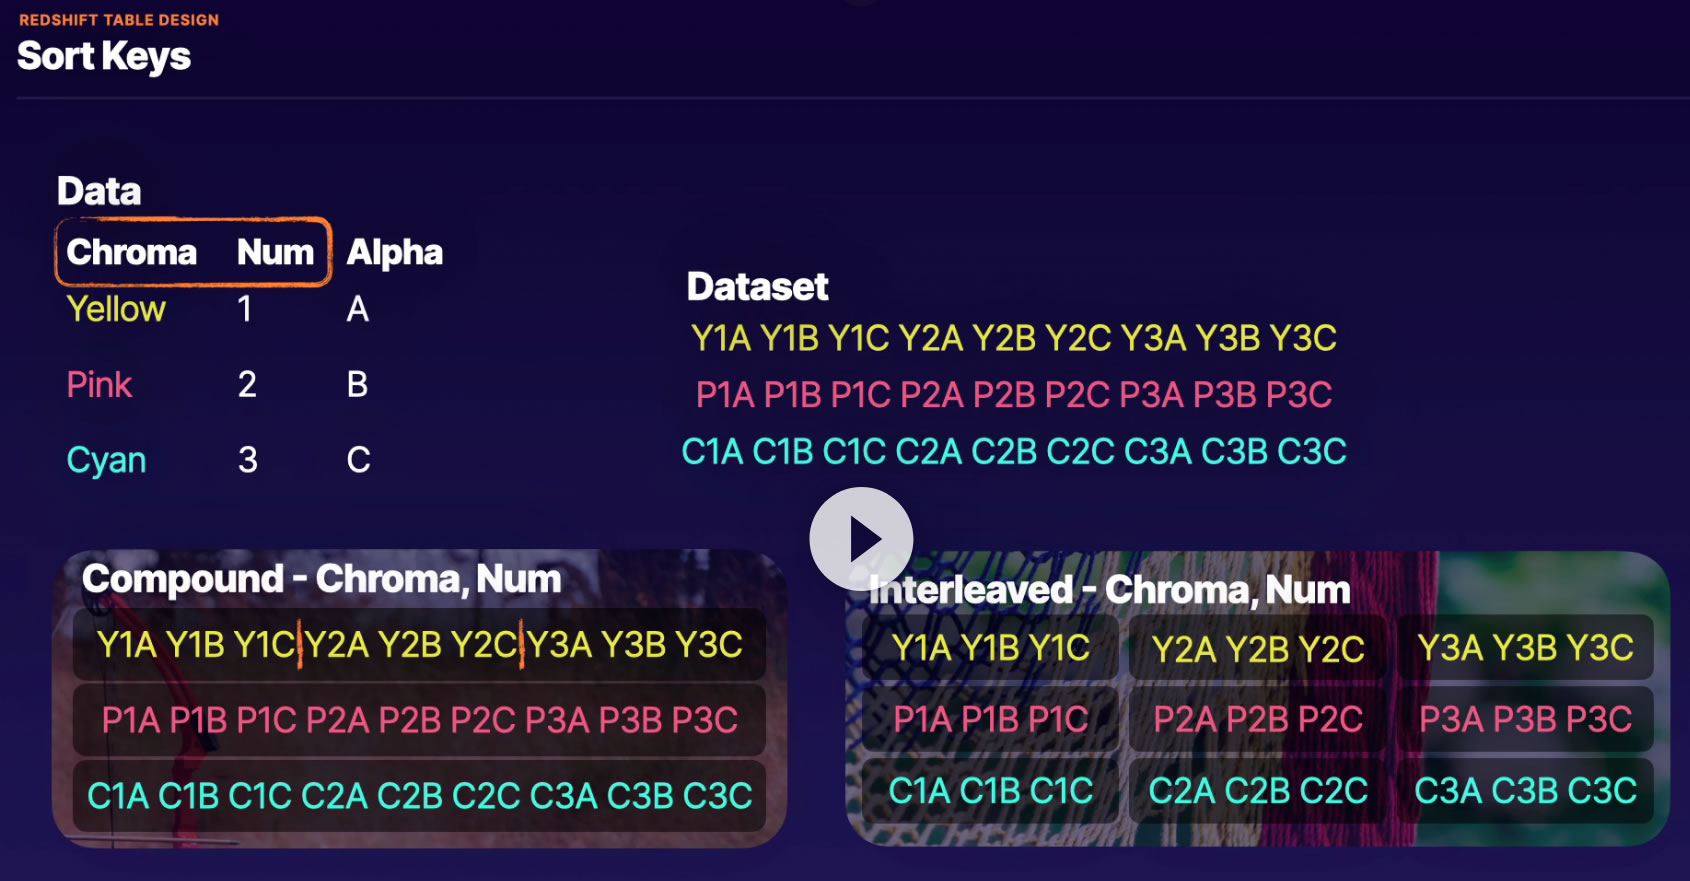 REDSHIFT TABLE DESIGN
Sort Keys
Data
Chroma Num Alpha
Yellow 1 A
Pink 2 B
Cyan 3 C
Dataset
Y1A Y1B Y1C Y2A Y2B Y2C Y3A Y3B Y3C
P1A P1B P1C P2A P2B P2C P3A P3B P3C
C1A C1B C1C C2A C2B C2C C3A C3B C3C
Compound - Chroma, Num
Y1A Y1B Y1C Y2A Y2B Y2C Y3A Y3B Y3C
P1A P1B P1C P2A P2B P2C P3A P3B P3C
C1A C1B C1C C2A C2B C2C C3A C3B C3C
Interleaved - Chroma, Num
Y1A Y1B Y1C Y2A Y2B Y2C Y3A Y3B Y3C
P1A P1B P1C P2A P2B P2C P3A P3B P3C
C1A C1B C1C C2A C2B C2C C3A C3B C3C